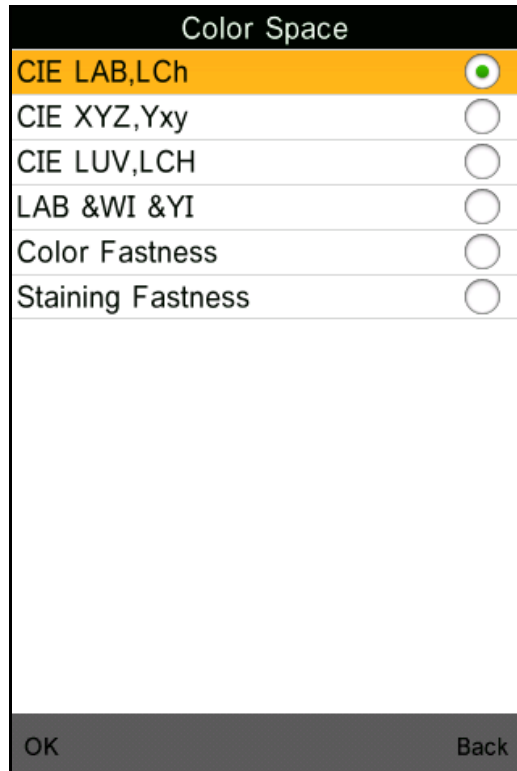 Color Space
CIE LAB,LCh
CIE XYZ,Yxy
CIE LUV,LCH
LAB &WI &YI
Color Fastness
Staining Fastness
OK Back